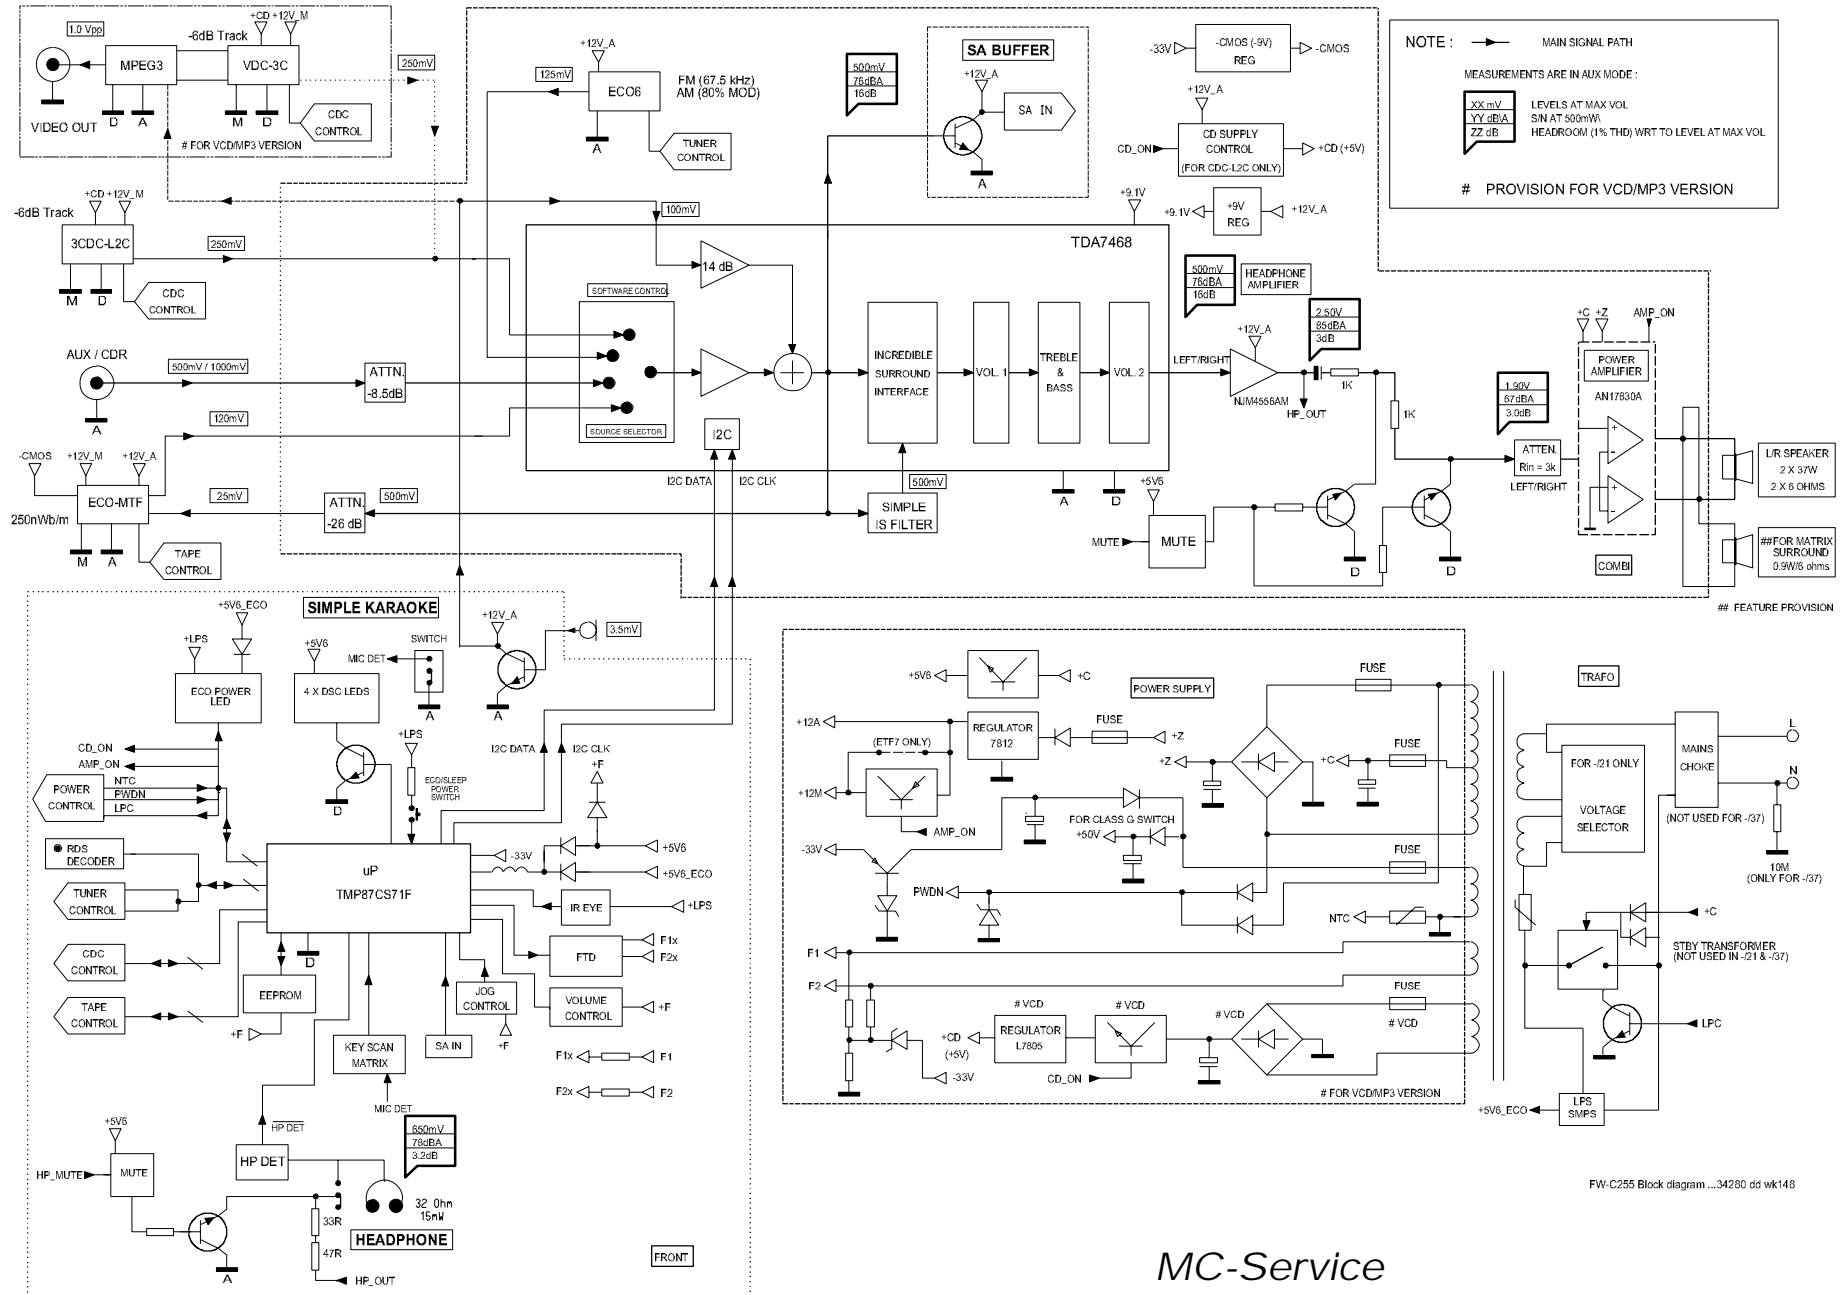 +CD +12V_M
1.0 Vpp
-6dB Track
MPEG3
VDC-3C
250mV
D
A
M
D
CDC
CONTROL
VIDEO OUT
# FOR VCD/MP3 VERSION
+12V_A
125mV
ECO6
FM (67.5 kHz)
AM (80% MOD)
A
TUNER
CONTROL
500mV
76dBA
16dB
SA BUFFER
+12V_A
SA IN
A
-33V
-CMOS (-9V)
REG
-CMOS
+12V_A
CD SUPPLY
CONTROL
(FOR CDC-L2C ONLY)
CD_ON
+CD (+5V)
+9.1V
+9.1V
+9V
REG
+12V_A
NOTE :
MAIN SIGNAL PATH
MEASUREMENTS ARE IN AUX MODE :
XX mV
YY dB\A
ZZ dB
LEVELS AT MAX VOL
S/N AT 500mW\
HEADROOM (1% THD) WRT TO LEVEL AT MAX VOL
# PROVISION FOR VCD/MP3 VERSION
+CD +12V_M
-6dB Track
3CDC-L2C
250mV
M
D
CDC
CONTROL
100mV
TDA7468
14 dB
SOFTWARE CONTROL
SOURCE SELECTOR
INCREDIBLE
SURROUND
INTERFACE
VOL. 1
TREBLE
&
BASS
VOL. 2
I2C
I2C DATA
I2C CLK
A
D
500mV
76dBA
16dB
HEADPHONE
AMPLIFIER
2.50V
85dBA
3dB
+12V_A
LEFT/RIGHT
NJM4556AM
HP_OUT
1K
1K
1.90V
67dBA
3.0dB
+C +Z
AMP_ON
POWER
AMPLIFIER
AN17830A
+
-
+
-
ATTEN.
Rin = 3k
LEFT/RIGHT
L/R SPEAKER
2 X 37W
2 X 6 OHMS
##FOR MATRIX
SURROUND
0.9W/6 ohms
COMBI
## FEATURE PROVISION
AUX / CDR
500mV / 1000mV
ATTN.
-8.5dB
A
120mV
-CMOS
+12V_M
+12V_A
ECO-MTF
250nWb/m
25mV
ATTN.
-26 dB
500mV
500mV
SIMPLE
IS FILTER
M
A
TAPE
CONTROL
+5V6
MUTE
MUTE
D
D
SIMPLE KARAOKE
+12V_A
3.5mV
SWITCH
MIC DET
A
A
+5V6_ECO
+LPS
ECO POWER
LED
+5V6
4 X DSC LEDS
D
+LPS
ECO/SLEEP
POWER
SWITCH
I2C DATA
I2C CLK
CD_ON
AMP_ON
POWER
CONTROL
NTC
PWDN
LPC
RDS
DECODER
TUNER
CONTROL
CDC
CONTROL
TAPE
CONTROL
uP
TMP87CS71F
-33V
+F
+5V6
+5V6_ECO
IR EYE
+LPS
FTD
F1x
F2x
VOLUME
CONTROL
+F
JOG
CONTROL
+F
SA IN
EEPROM
+F
D
KEY SCAN
MATRIX
MIC DET
F1x
F1
F2x
F2
HP DET
HP DET
650mV
78dBA
3.2dB
+5V6
HP_MUTE
MUTE
A
33R
47R
HP_OUT
32 Ohm
15mW
HEADPHONE
FRONT
POWER SUPPLY
+5V6
+C
+12A
REGULATOR
7812
FUSE
+Z
(ETF7 ONLY)
+12M
AMP_ON
-33V
FOR CLASS G SWITCH
+50V
PWDN
+Z
+C
FUSE
FUSE
FUSE
NTC
F1
F2
# VCD
+CD
(+5V)
REGULATOR
L7805
# VCD
CD_ON
-33V
# VCD
FUSE
# VCD
# FOR VCD/MP3 VERSION
TRAFO
FOR -/21 ONLY
VOLTAGE
SELECTOR
MAINS
CHOKE
(NOT USED FOR -/37)
L
N
10M
(ONLY FOR -/37)
+C
STBY TRANSFORMER
(NOT USED IN -/21 & -/37)
LPC
+5V6_ECO
LPS
SMPS
FW-C255 Block diagram ...34280 dd wk146
MC-Service